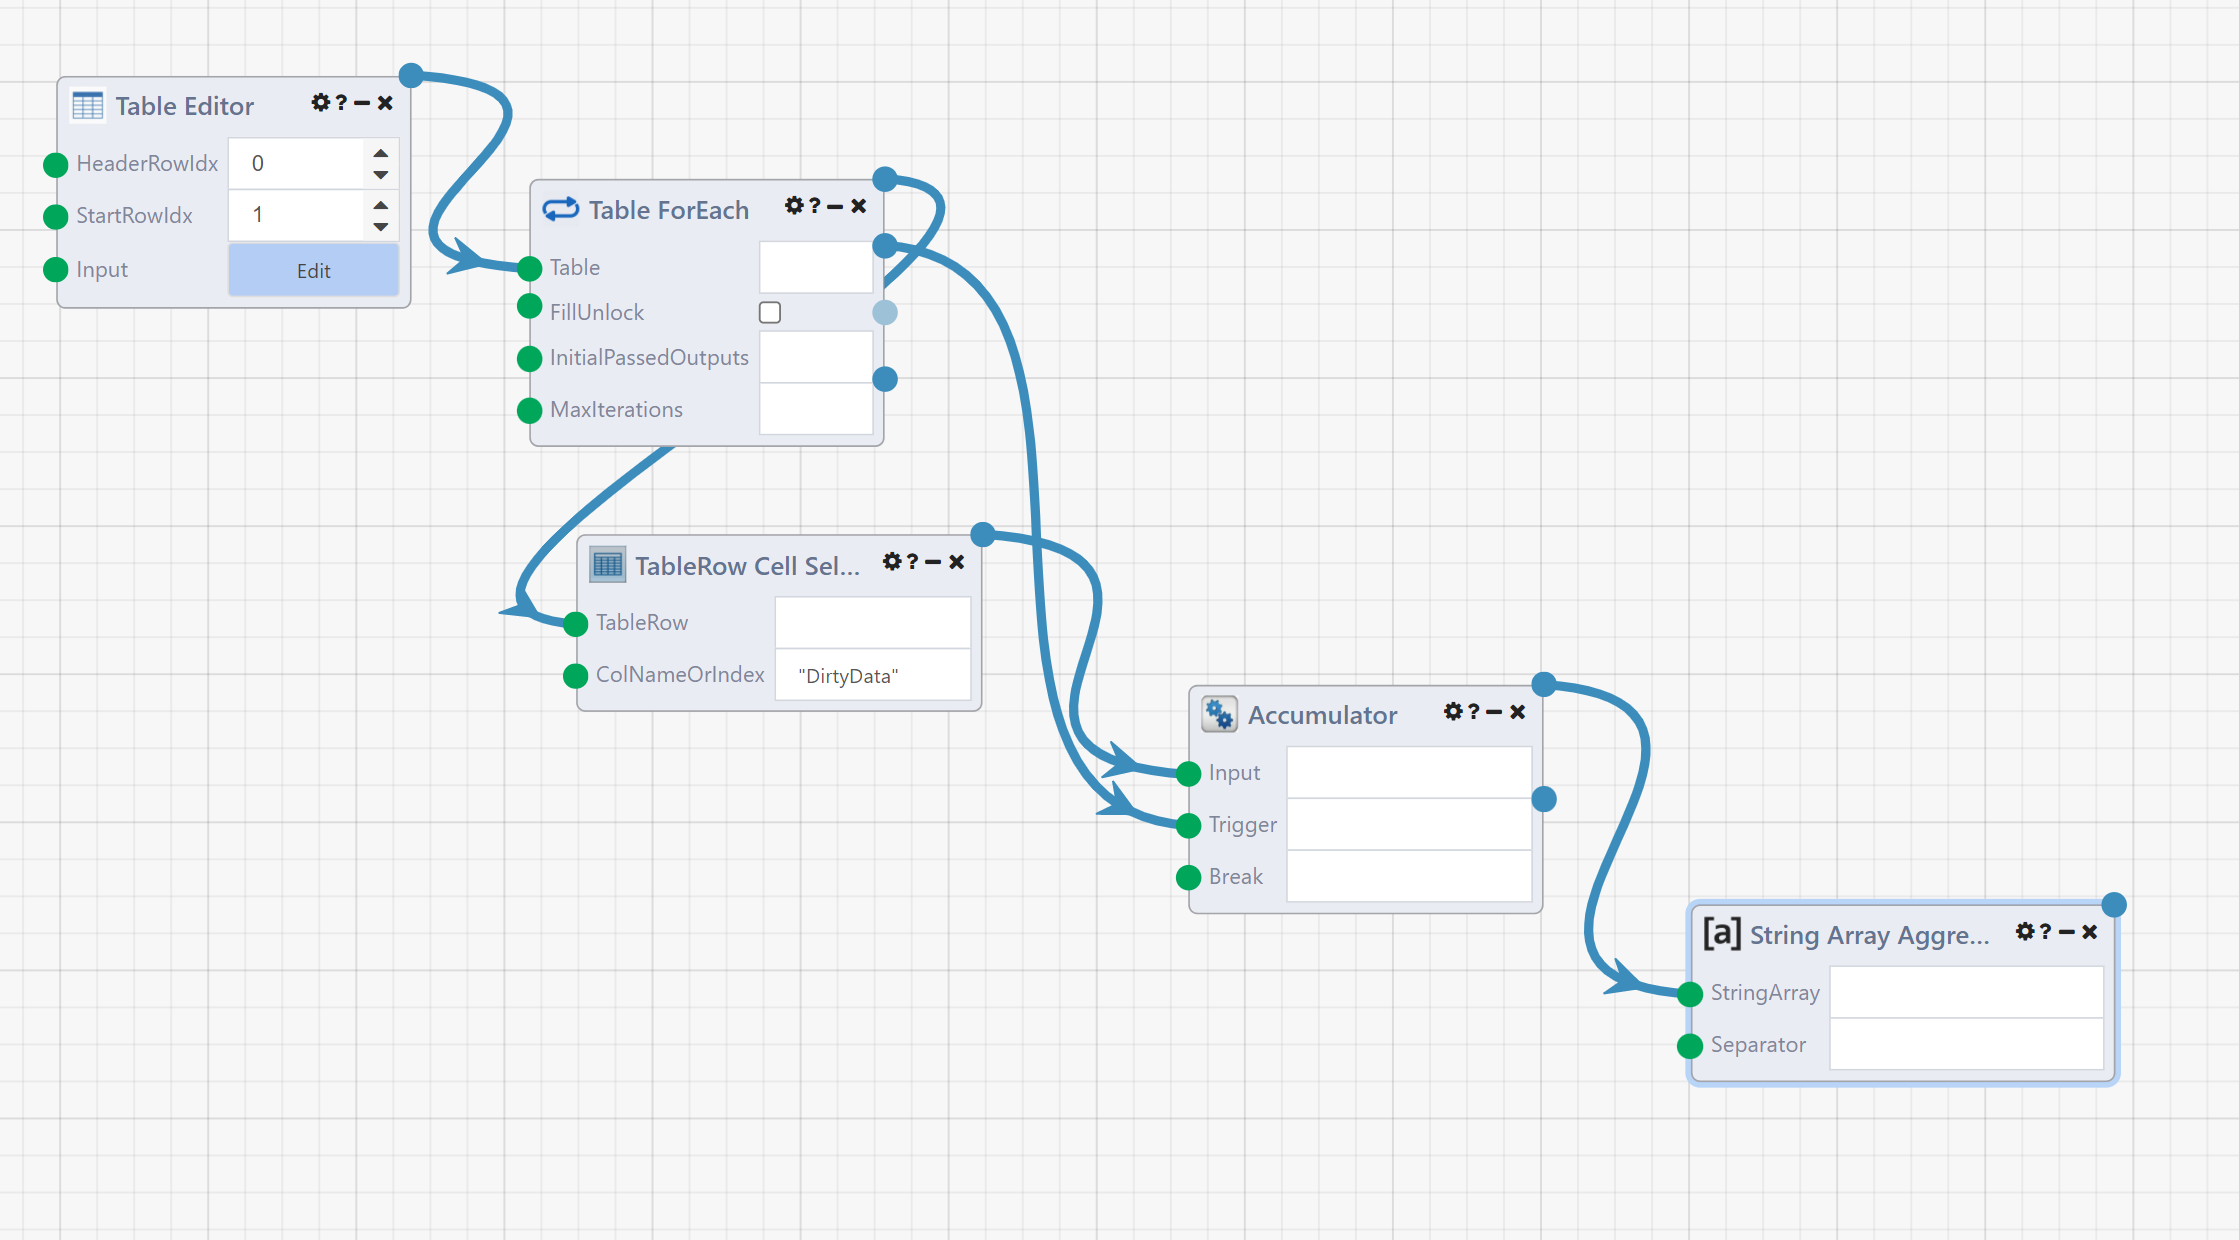 Table Editor ?
HeaderRowIdx 0
StartRowIdx 1
Input Edit
Table ForEach ?
Table
FillUnlock
InitialPassedOutputs
MaxIterations
TableRow Cell Sel... ?
TableRow
ColNameOrIndex "DirtyData"
Accumulator ?
Input
Trigger
Break
[a] String Array Aggre... ?
StringArray
Separator